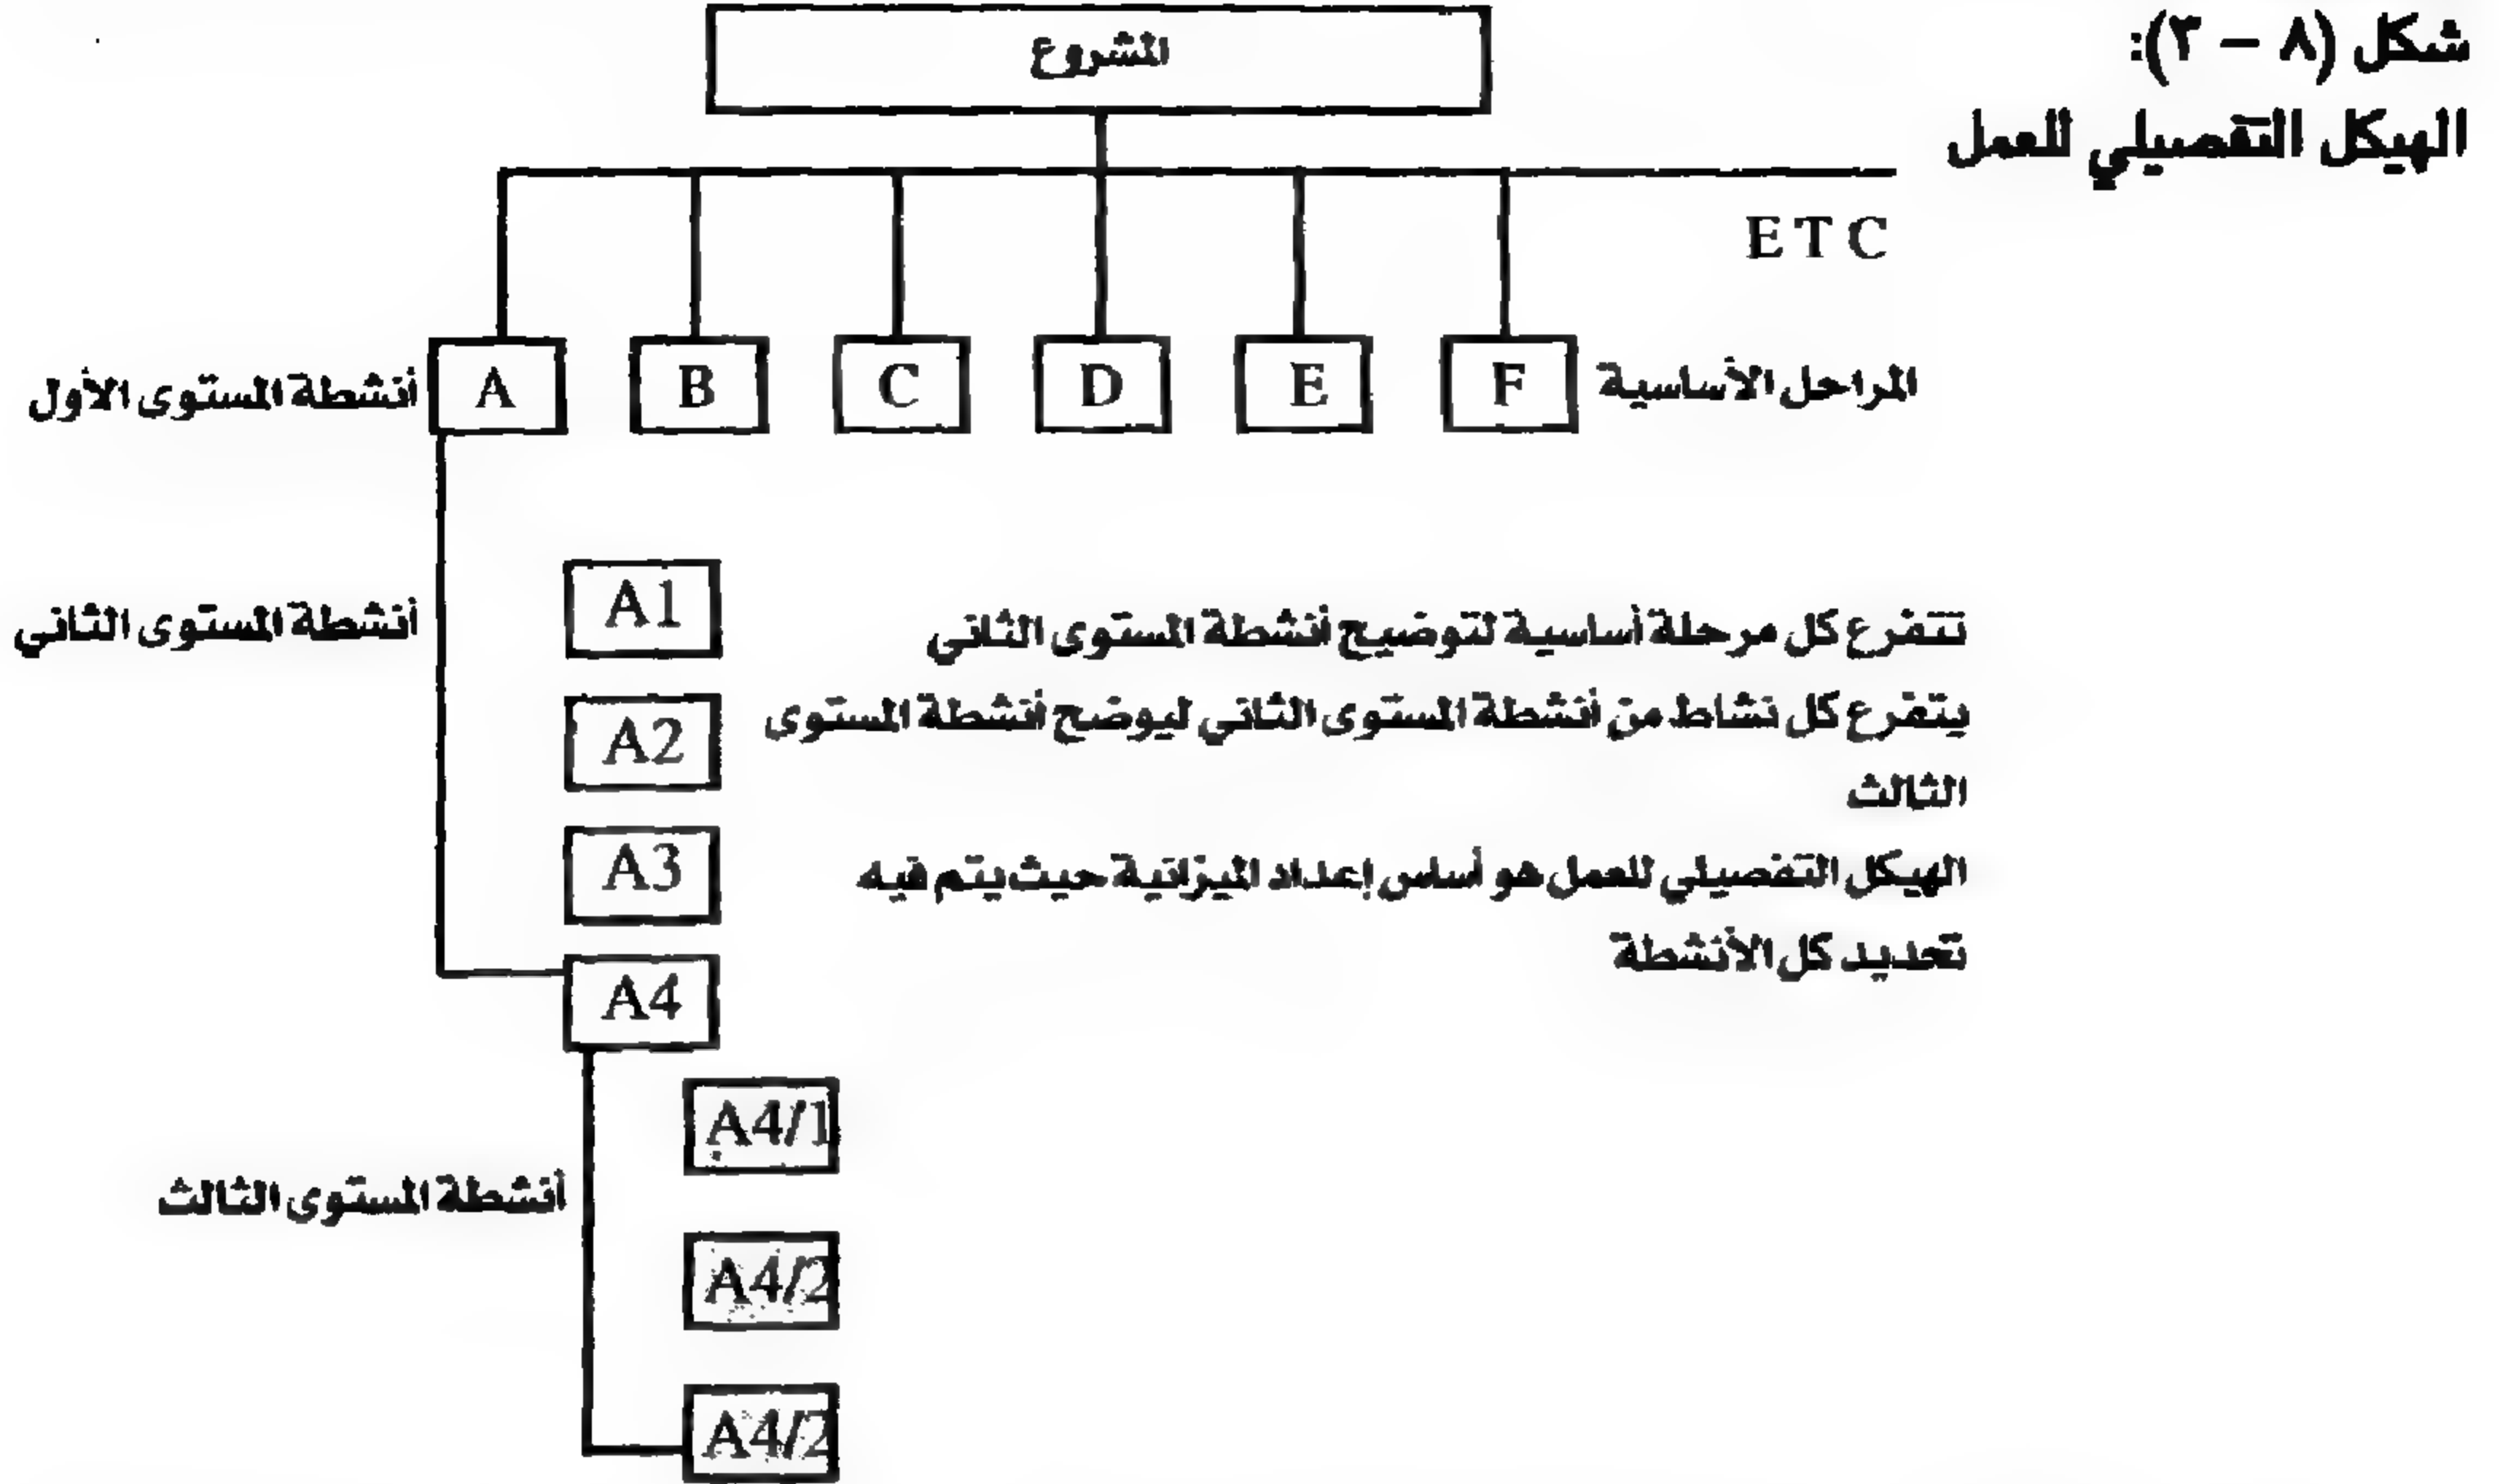 شكل (٨ – ٢):
الهيكل التفصيلي للعمل
المشروع
ETC
أنشطة المستوى الأول
A
B
C
D
E
F
المراحل الأساسية
أنشطة المستوى الثاني
A1
تتفرع كل مرحلة أساسية لتوضيح أنشطة المستوى الثاني
A2
يتفرع كل نشاط من أنشطة المستوى الثاني ليوضح أنشطة المستوى
الثالث
A3
الهيكل التفصيلي للعمل هو أساس إعداد الميزانية حيث يتم فيه
تحديد كل الأنشطة
A4
A4/1
أنشطة المستوى الثالث
A4/2
A4/2